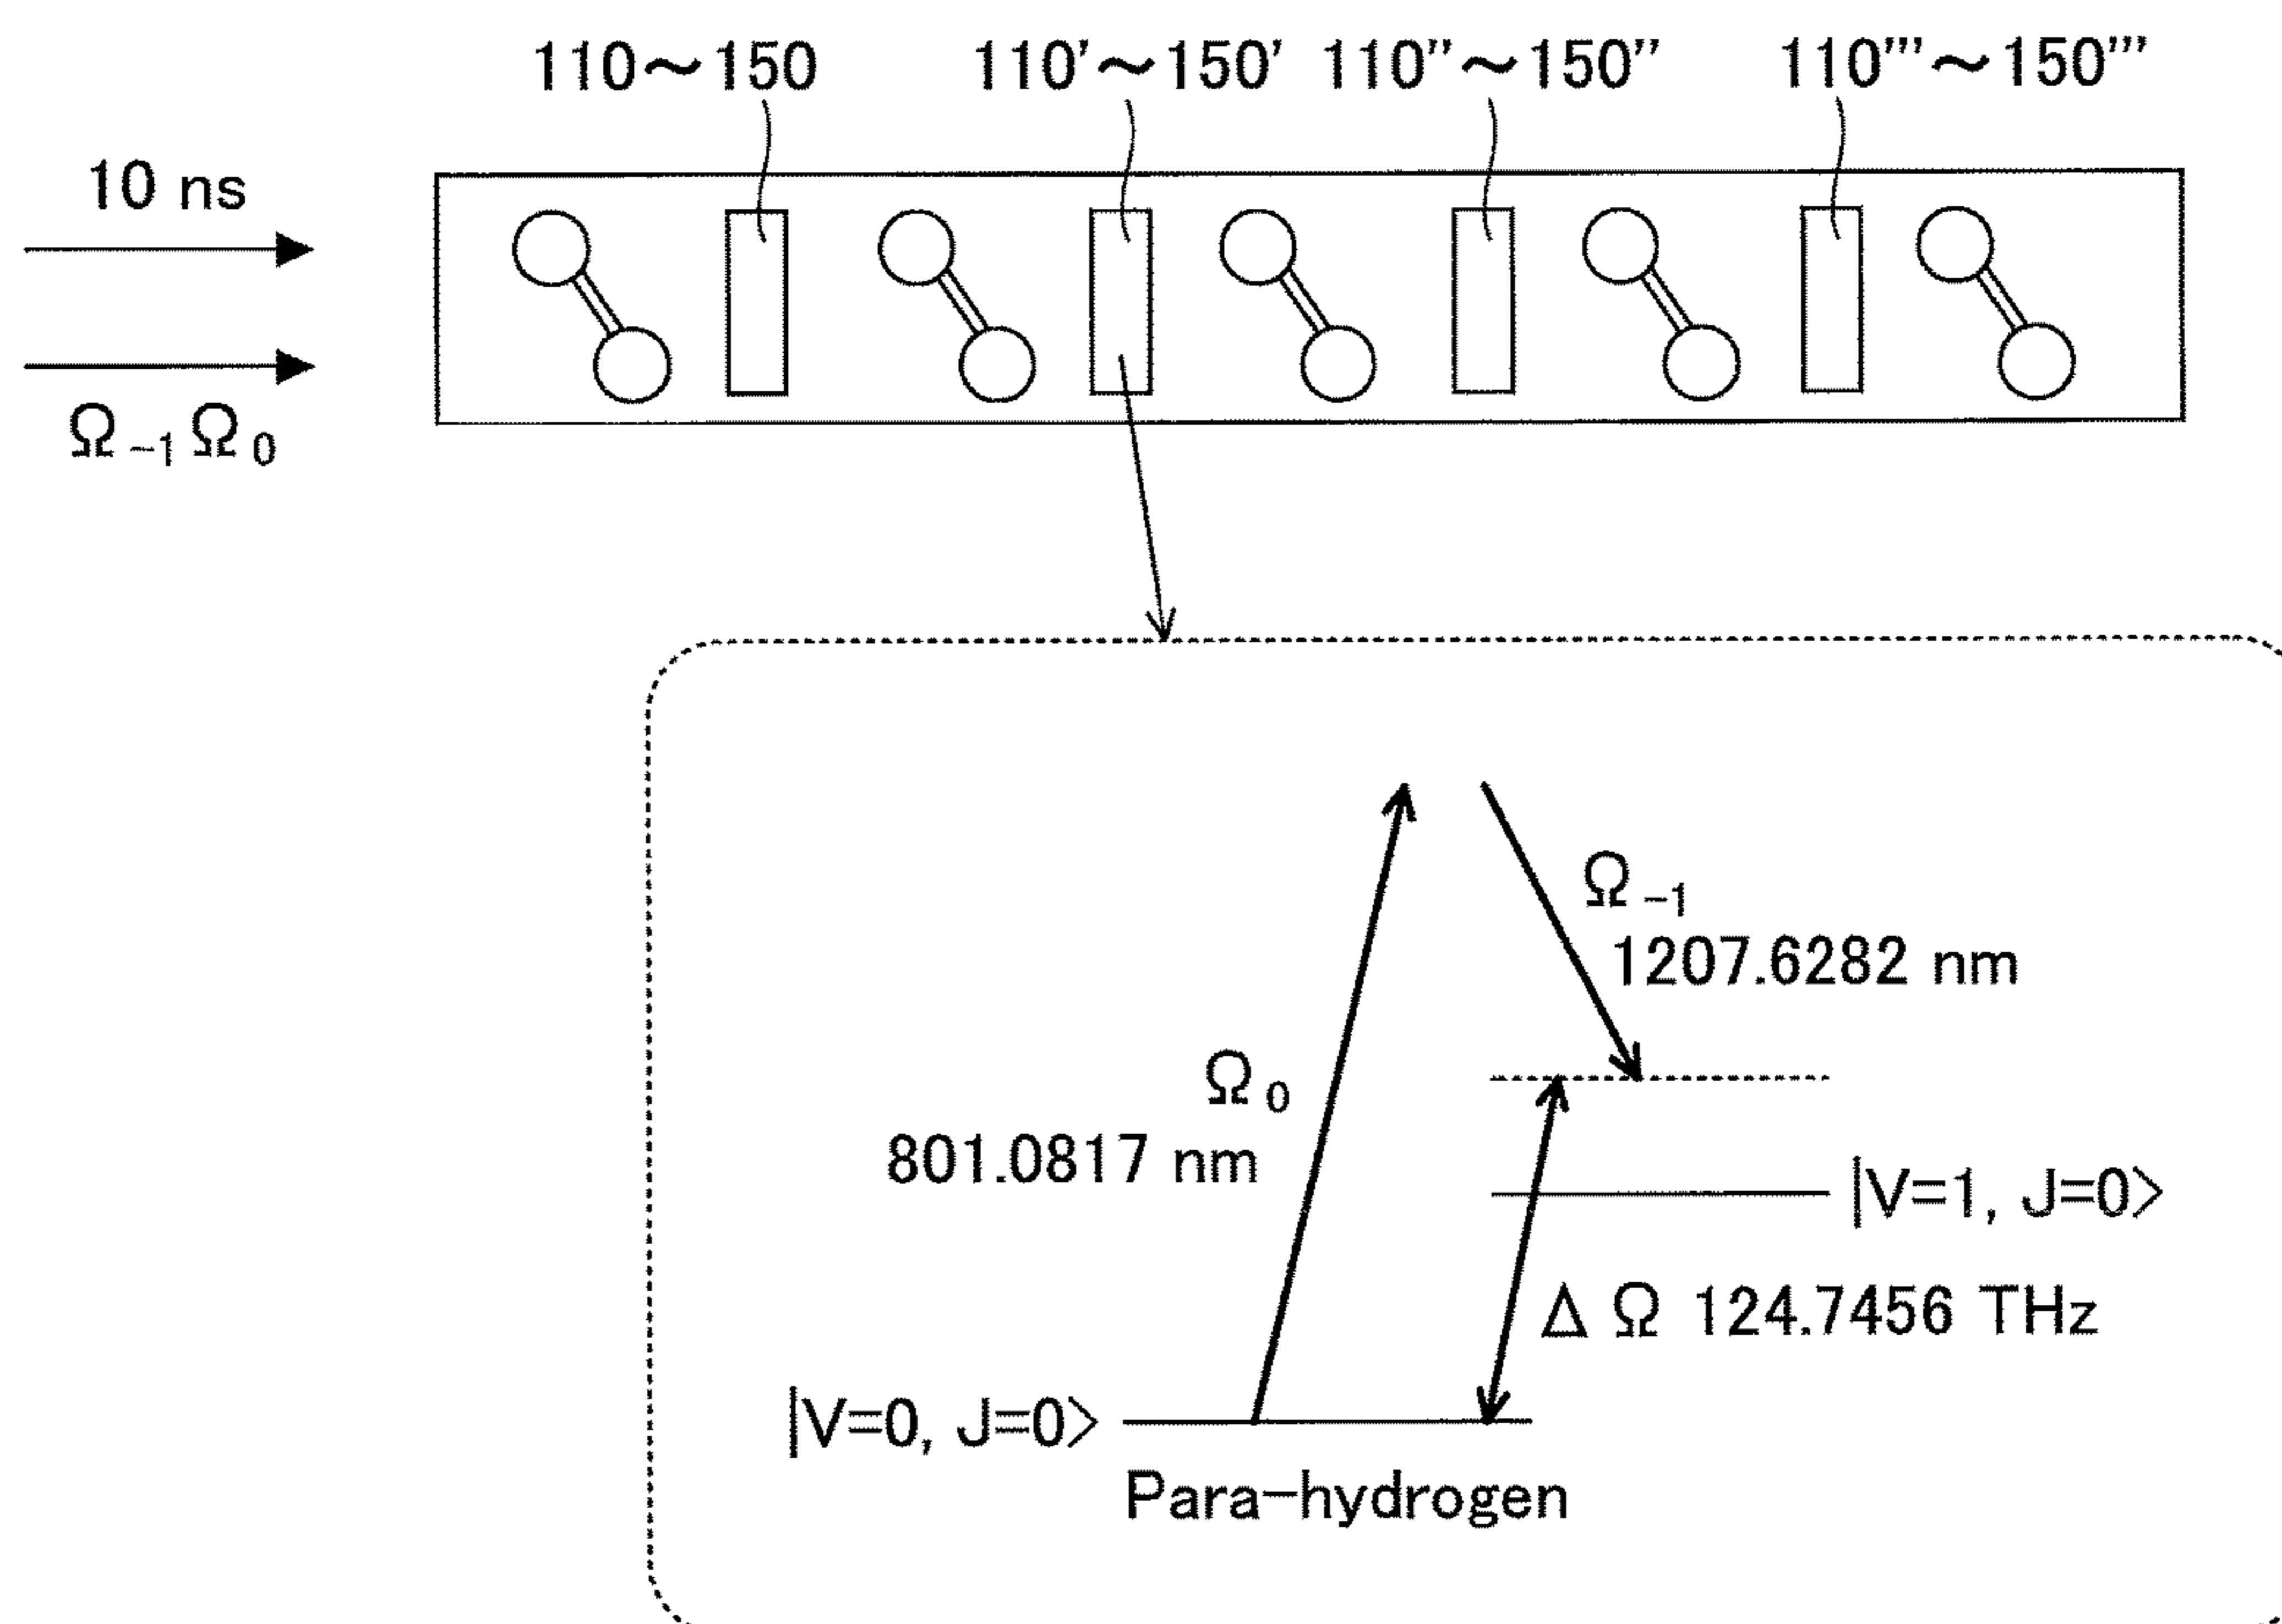 110～150
110'～150'
110''～150''
110'''～150'''
10 ns
Ω₋₁ Ω₀
Ω₋₁
1207.6282 nm
Ω₀
801.0817 nm
|V=1, J=0>
Δ Ω 124.7456 THz
|V=0, J=0>
Para-hydrogen